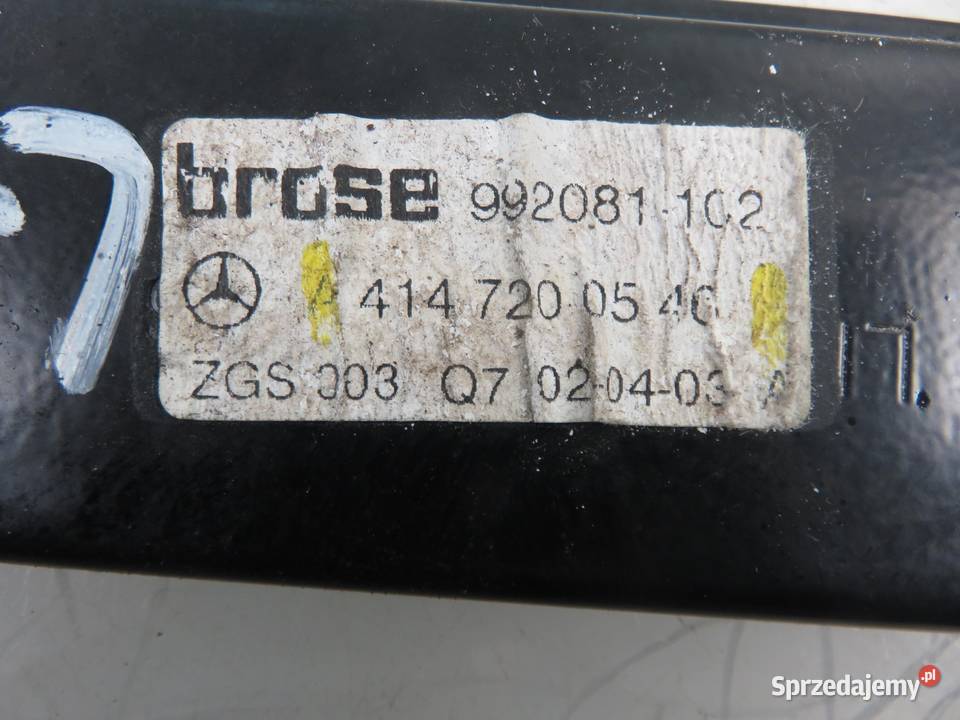 brose 992081-102
A 414 720 05 46
ZGS 003 Q7 02-04-03 A
Sprzedajemy.pl